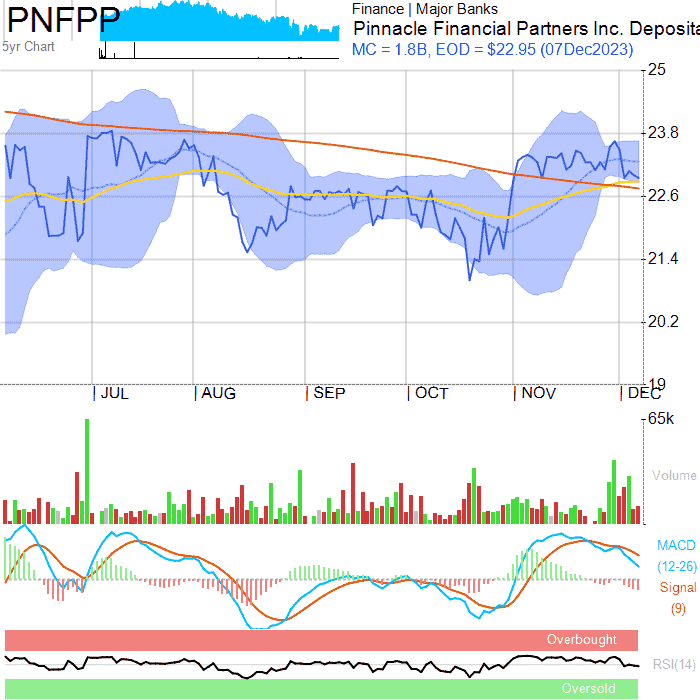 PNFPP
5yr Chart
Finance | Major Banks
Pinnacle Financial Partners Inc. Deposita
MC = 1.8B, EOD = $22.95 (07Dec2023)
25
23.8
22.6
21.4
20.2
19
JUL
AUG
SEP
OCT
NOV
DEC
65k
Volume
MACD
(12-26)
Signal
(9)
Overbought
RSI(14)
Oversold